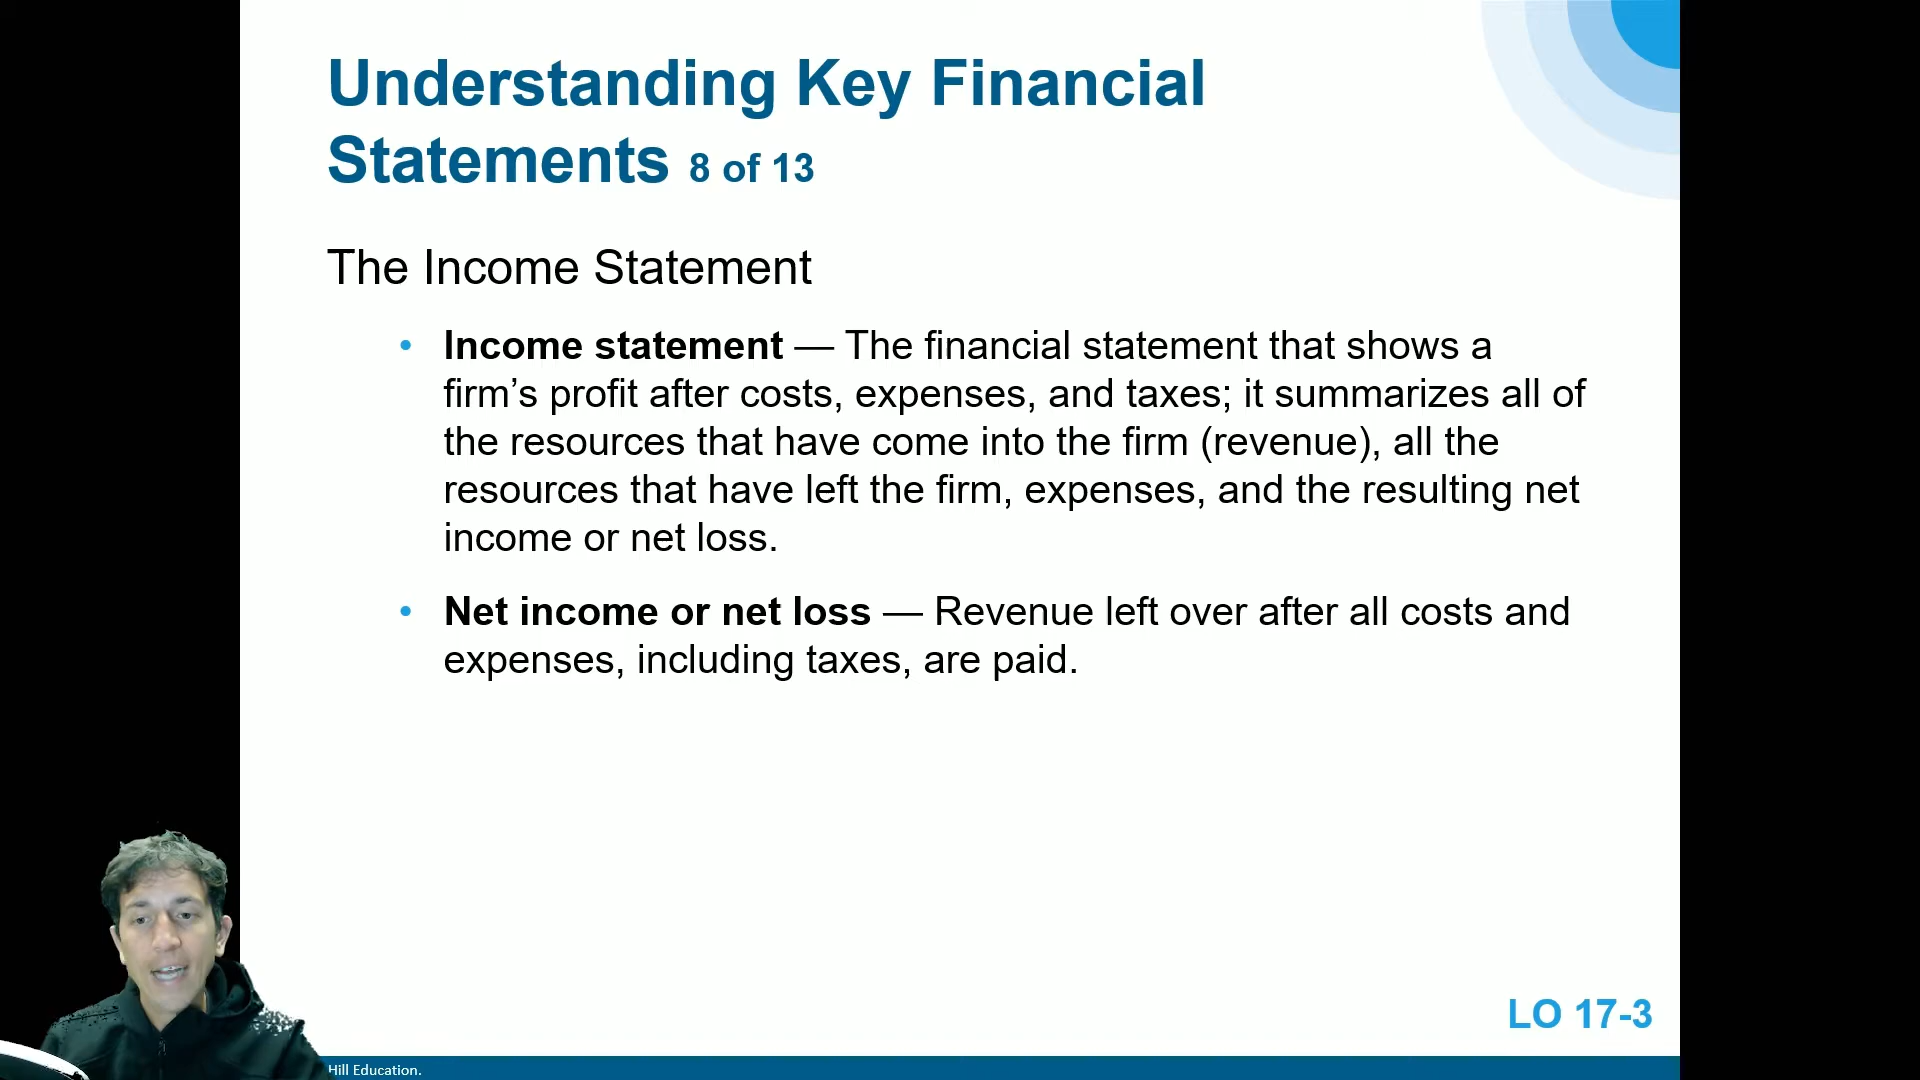 Understanding Key Financial
Statements 8 of 13
The Income Statement
• Income statement — The financial statement that shows a
firm’s profit after costs, expenses, and taxes; it summarizes all of
the resources that have come into the firm (revenue), all the
resources that have left the firm, expenses, and the resulting net
income or net loss.
• Net income or net loss — Revenue left over after all costs and
expenses, including taxes, are paid.
LO 17-3
Hill Education.